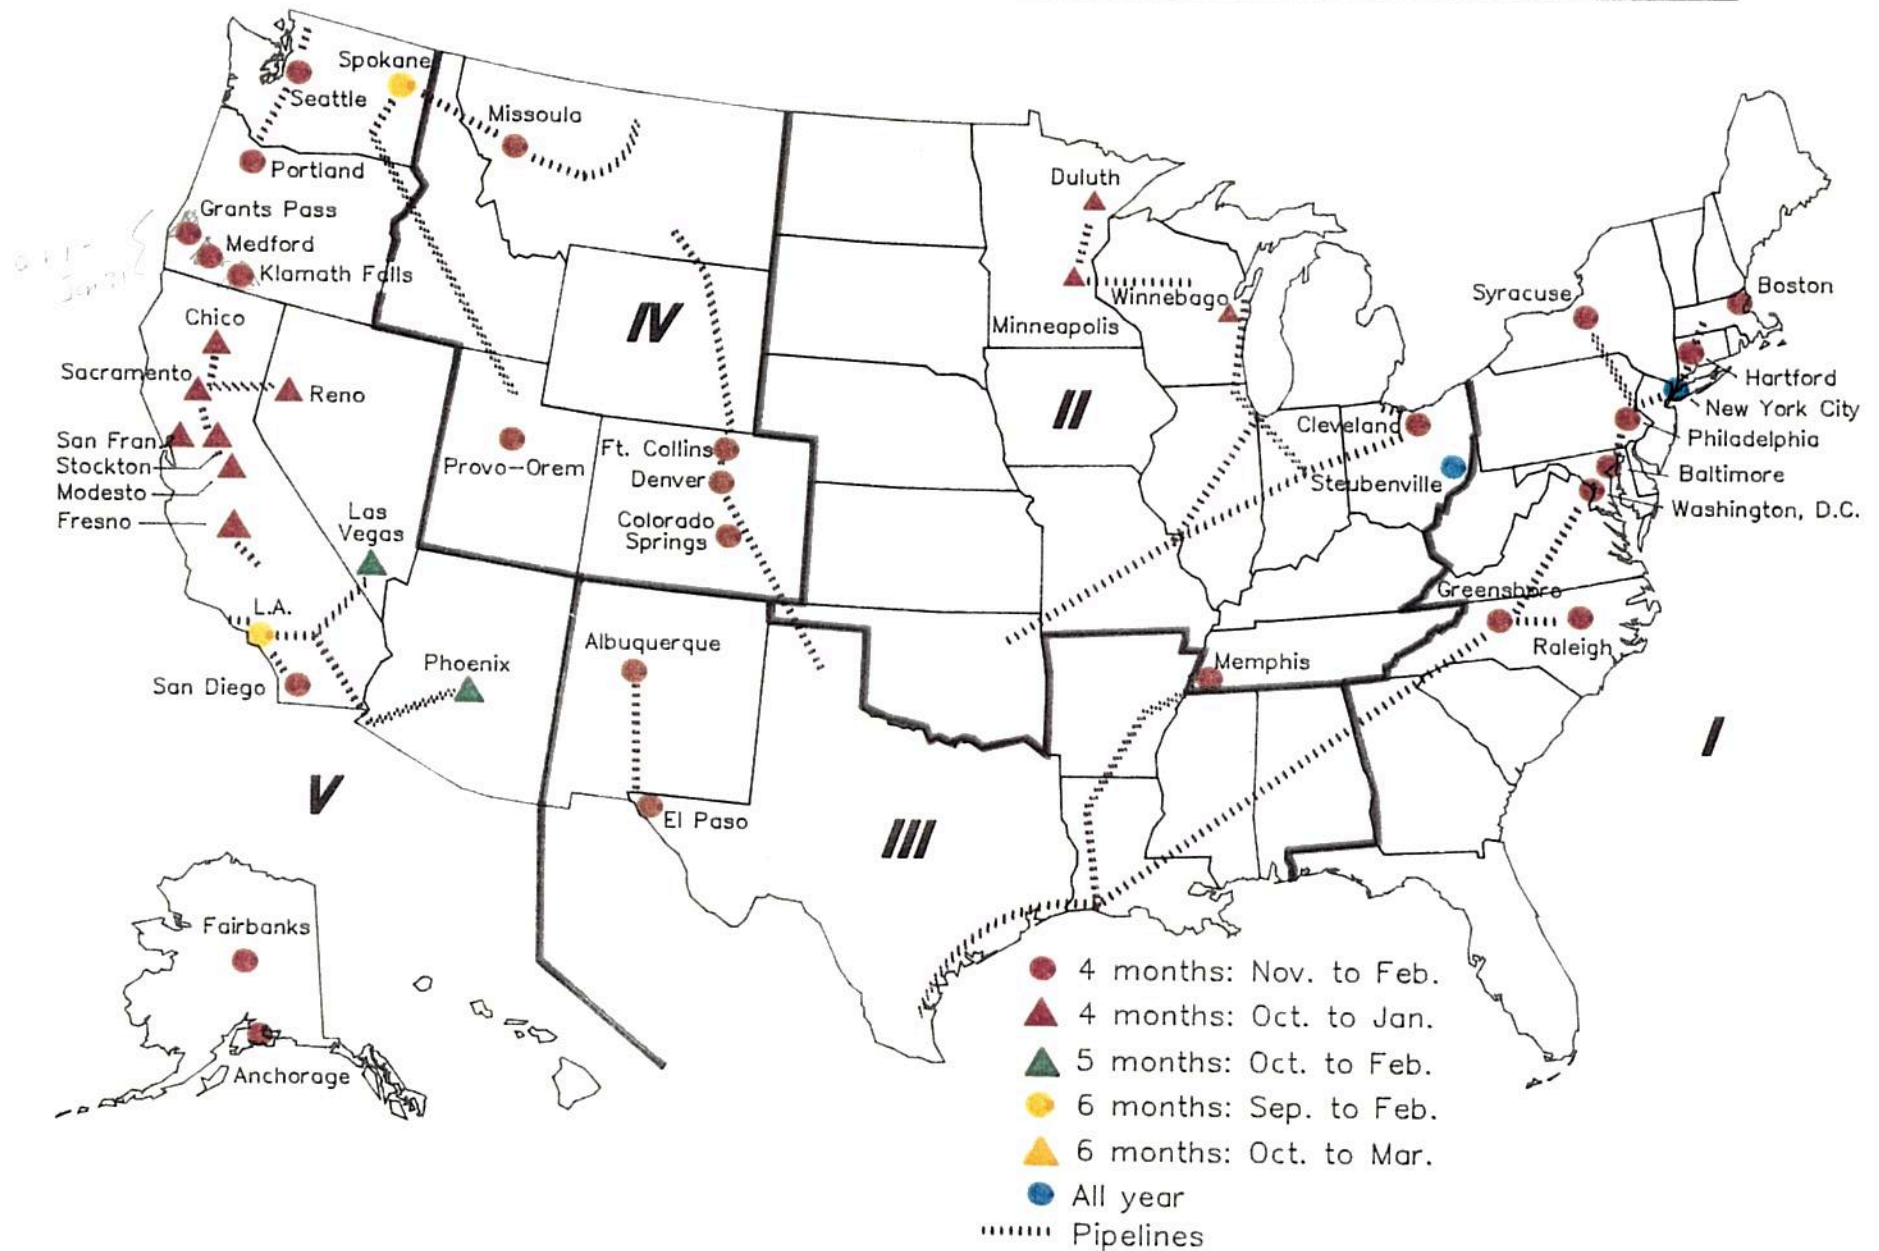 Spokane
Seattle
Missoula
Portland
Grants Pass
Medford
Klamath Falls
Chico
Sacramento
Reno
San Fran.
Stockton
Modesto
Fresno
Las
Vegas
L.A.
San Diego
Phoenix
Provo-Orem
Ft. Collins
Denver
Colorado
Springs
Albuquerque
El Paso
IV
V
Fairbanks
Anchorage
Duluth
Winnebago
Minneapolis
II
Cleveland
Steubenville
Memphis
III
Syracuse
Boston
Hartford
New York City
Philadelphia
Baltimore
Washington, D.C.
Greensboro
Raleigh
I
4 months: Nov. to Feb.
4 months: Oct. to Jan.
5 months: Oct. to Feb.
6 months: Sep. to Feb.
6 months: Oct. to Mar.
All year
Pipelines